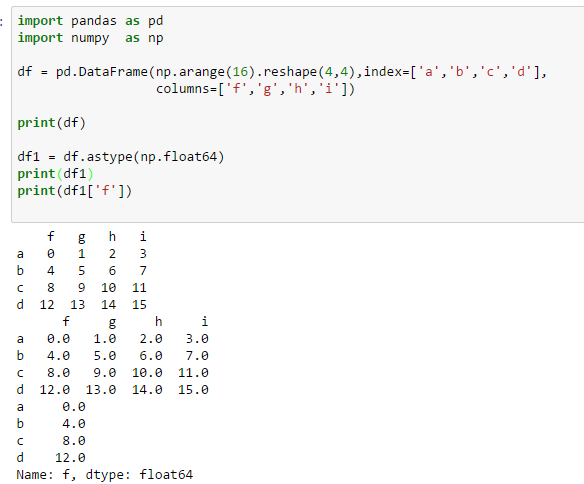 :
import pandas as pd
import numpy  as np

df = pd.DataFrame(np.arange(16).reshape(4,4),index=['a','b','c','d'],
                  columns=['f','g','h','i'])

print(df)

df1 = df.astype(np.float64)
print(df1)
print(df1['f'])

    f   g   h   i
a   0   1   2   3
b   4   5   6   7
c   8   9  10  11
d  12  13  14  15
      f     g     h     i
a   0.0   1.0   2.0   3.0
b   4.0   5.0   6.0   7.0
c   8.0   9.0  10.0  11.0
d  12.0  13.0  14.0  15.0
a     0.0
b     4.0
c     8.0
d    12.0
Name: f, dtype: float64